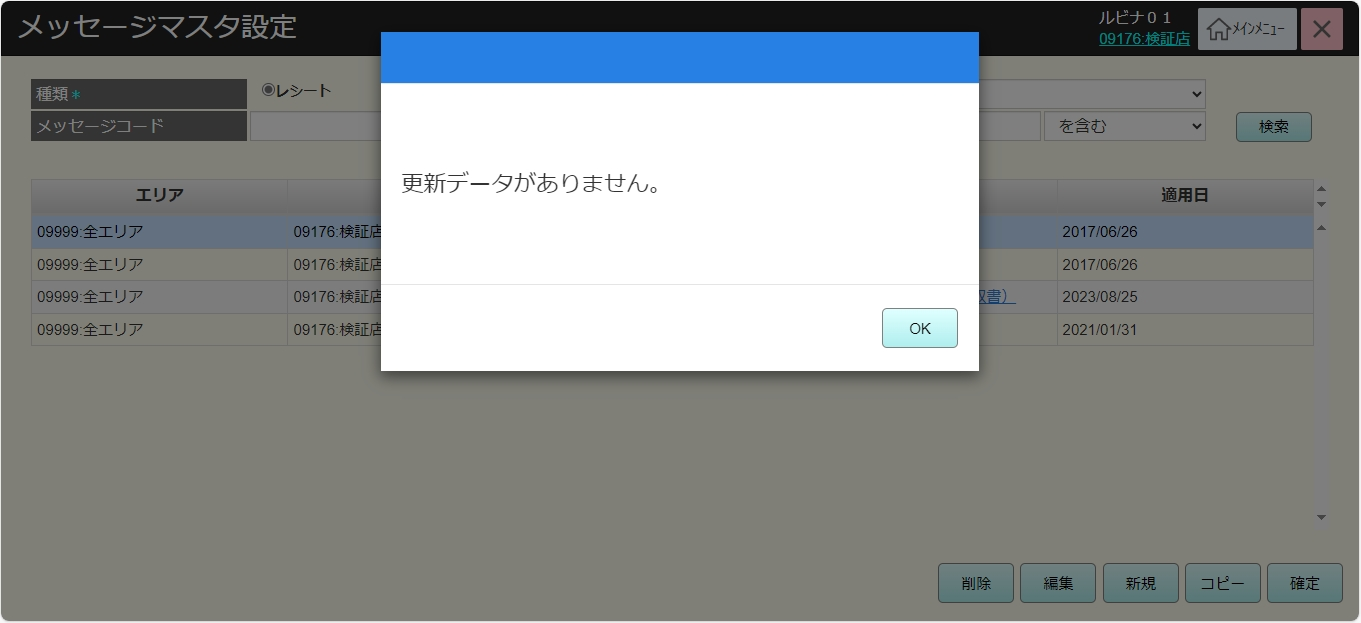 メッセージマスタ設定
ルビナ０１
09176:検証店
メインメニュー
種類＊
レシート
メッセージコード
を含む
検索
更新データがありません。
OK
エリア
適用日
09999:全エリア 09176:検証店 2017/06/26
09999:全エリア 09176:検証店 2017/06/26
09999:全エリア 09176:検証店 収書） 2023/08/25
09999:全エリア 09176:検証店 2021/01/31
削除 編集 新規 コピー 確定